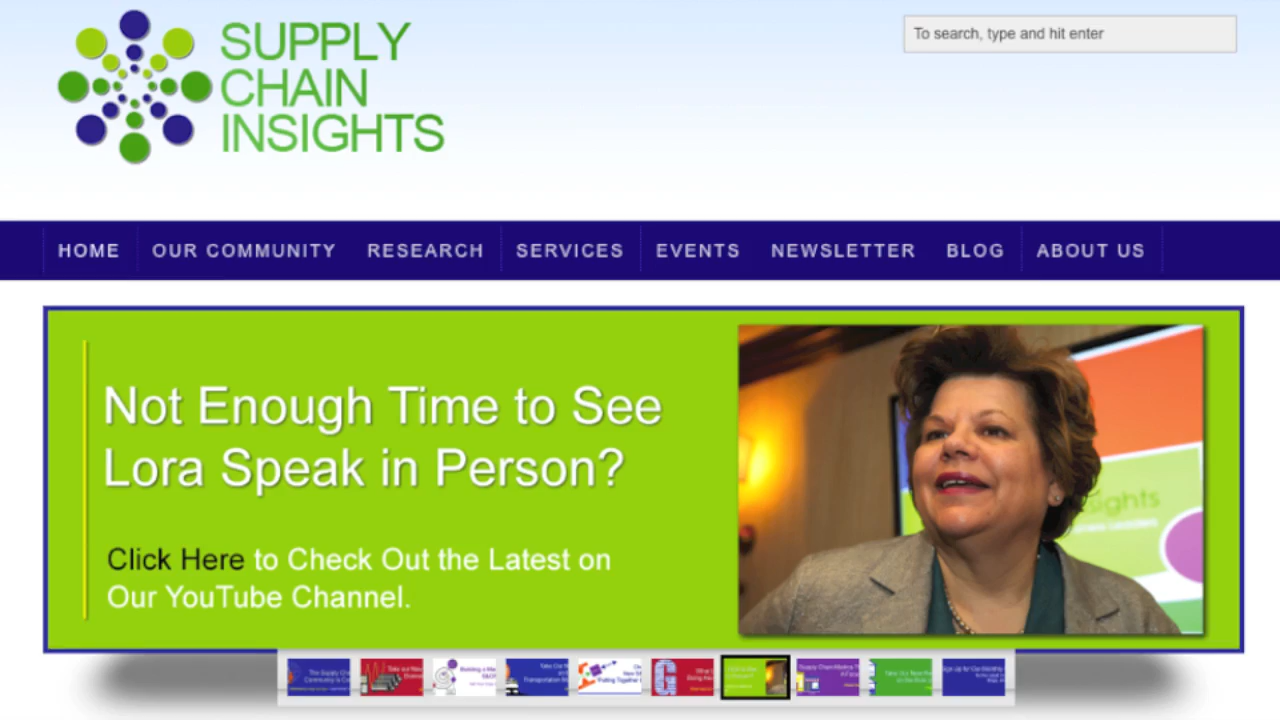 SUPPLY
CHAIN
INSIGHTS
To search, type and hit enter
HOME OUR COMMUNITY RESEARCH SERVICES EVENTS NEWSLETTER BLOG ABOUT US
Not Enough Time to See
Lora Speak in Person?
Click Here to Check Out the Latest on
Our YouTube Channel.